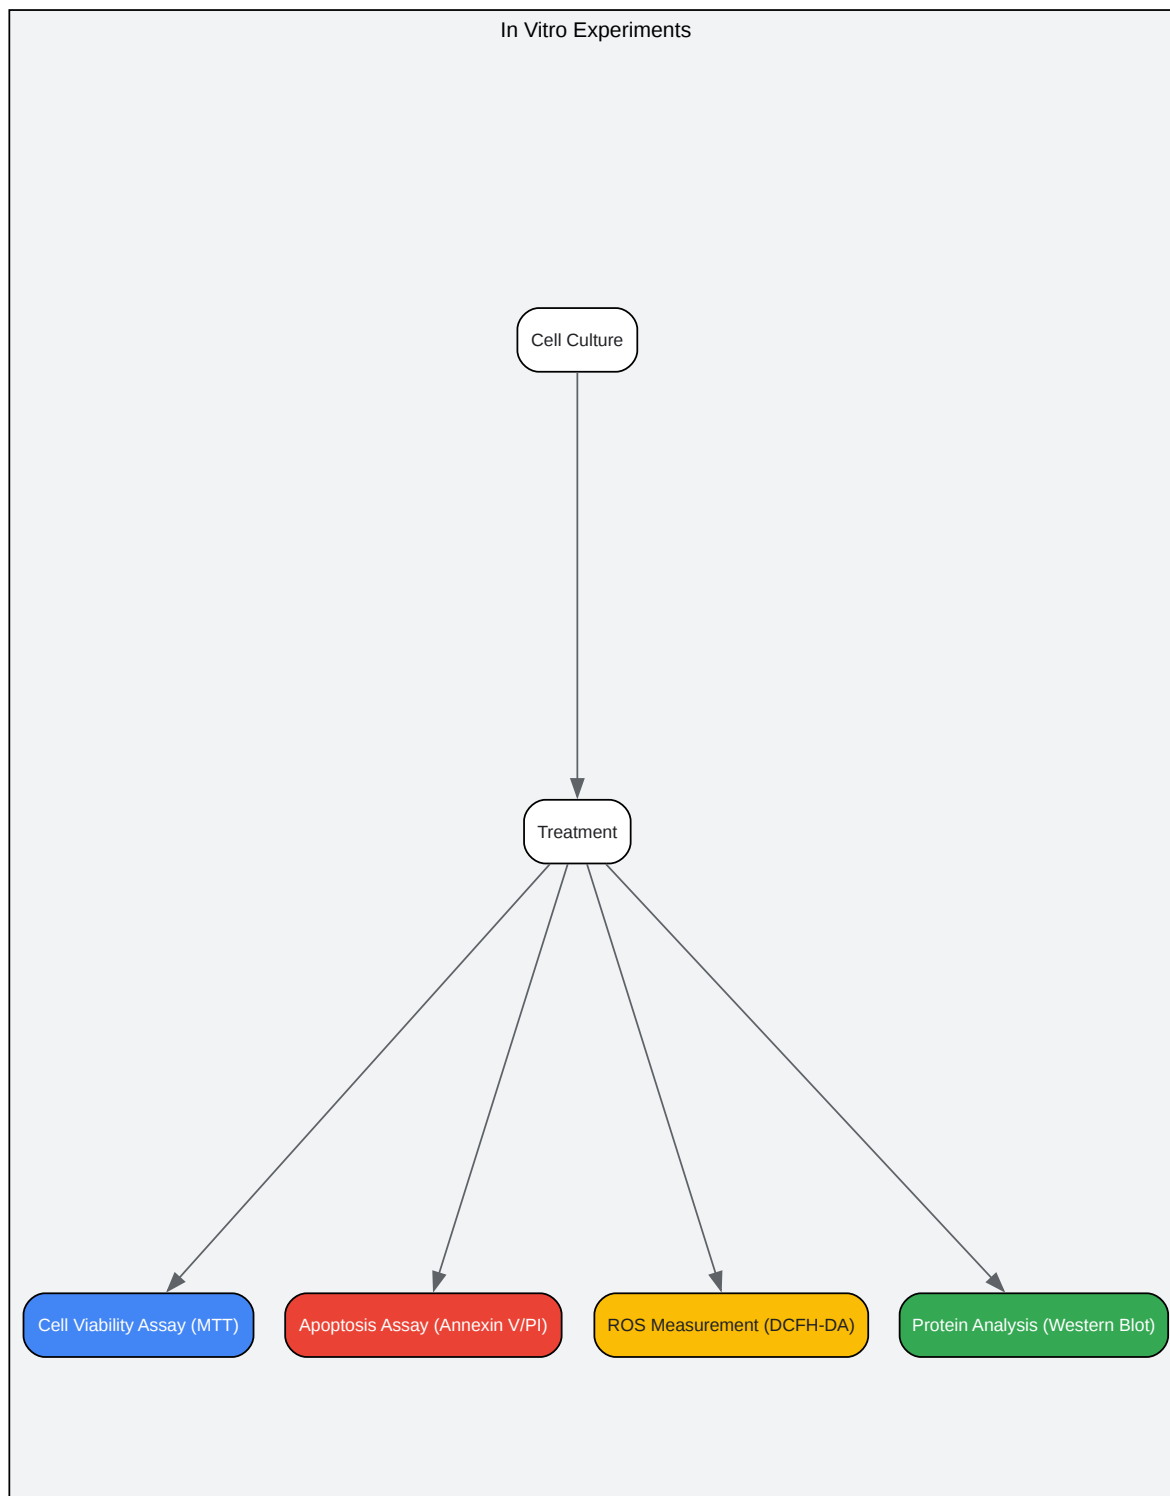 In Vitro Experiments
Cell Culture
Treatment
Cell Viability Assay (MTT)
Apoptosis Assay (Annexin V/PI)
ROS Measurement (DCFH-DA)
Protein Analysis (Western Blot)